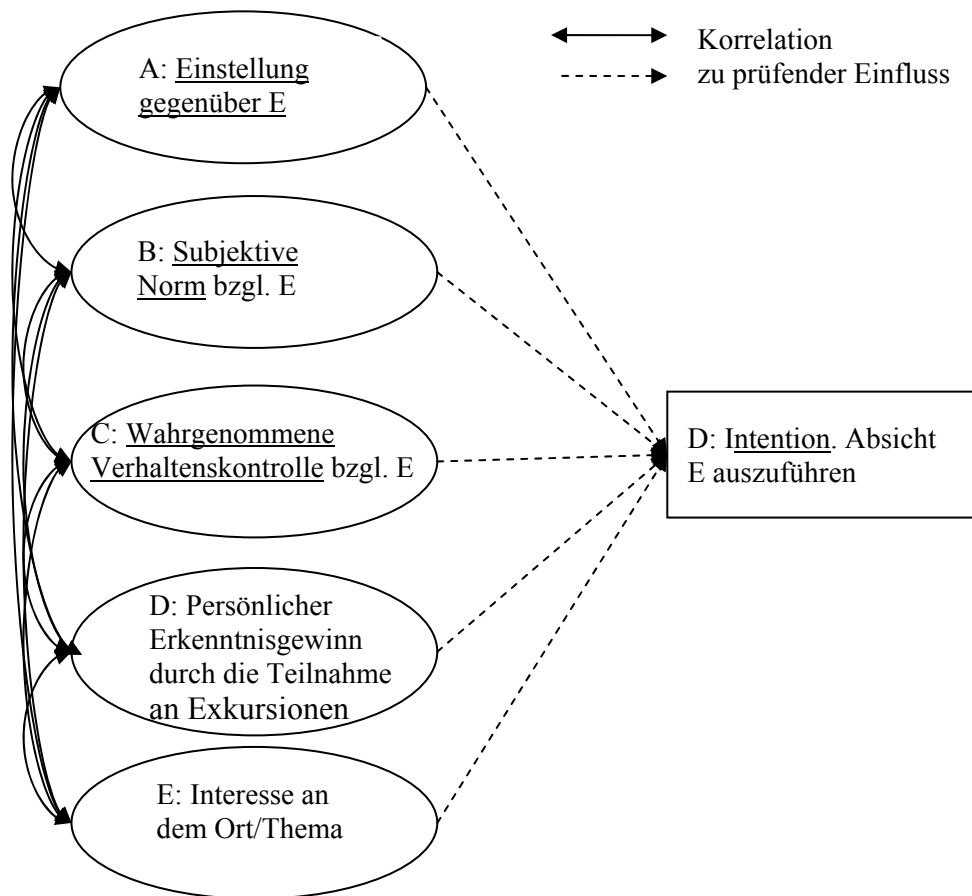 Korrelation
zu prüfender Einfluss
A: Einstellung
gegenüber E
B: Subjektive
Norm bzgl. E
C: Wahrgenommene
Verhaltenskontrolle bzgl. E
D: Intention. Absicht
E auszuführen
D: Persönlicher
Erkenntnisgewinn
durch die Teilnahme
an Exkursionen
E: Interesse an
dem Ort/Thema